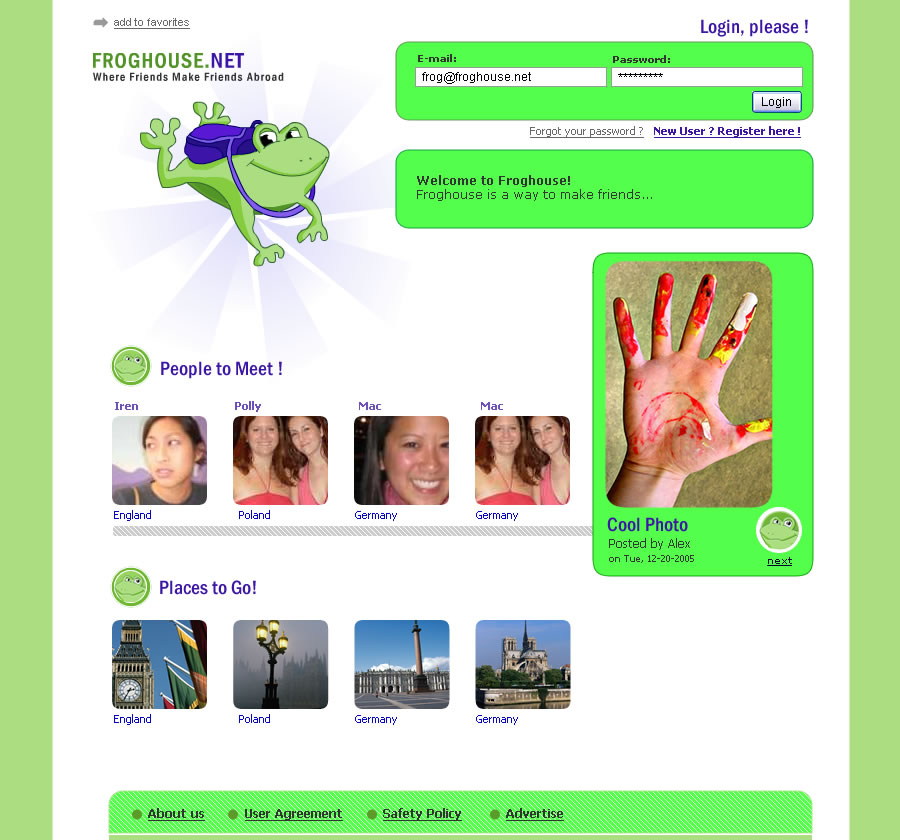 add to favorites
Login, please !
FROGHOUSE.NET
Where Friends Make Friends Abroad
E-mail:
Password:
frog@froghouse.net
*********
Login
Forgot your password ?
New User ? Register here !
Welcome to Froghouse!
Froghouse is a way to make friends...
People to Meet !
Iren
Polly
Mac
Mac
England
Poland
Germany
Germany
Cool Photo
Posted by Alex
on Tue, 12-20-2005
next
Places to Go!
England
Poland
Germany
Germany
About us
User Agreement
Safety Policy
Advertise